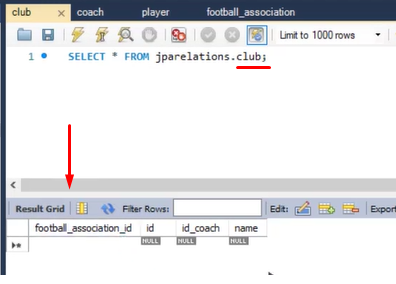 club × coach player football_association
Limit to 1000 rows
1 SELECT * FROM jparelations.club;
Result Grid Filter Rows: Edit: Export
football_association_id id id_coach name
NULL NULL NULL